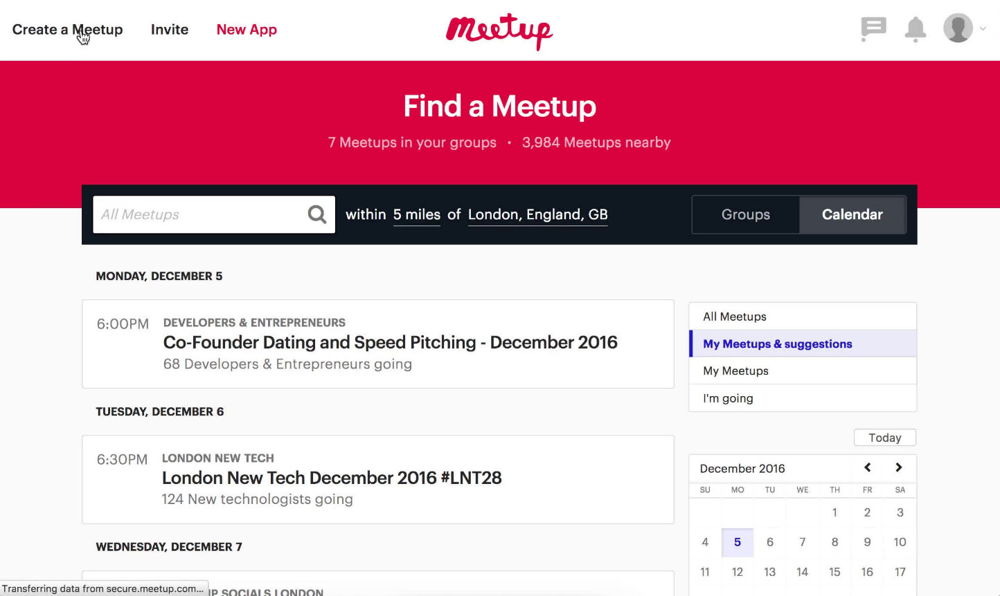 Create a Meetup Invite New App
Meetup
Find a Meetup
7 Meetups in your groups • 3,984 Meetups nearby
All Meetups within 5 miles of London, England, GB Groups Calendar
MONDAY, DECEMBER 5
6:00PM DEVELOPERS & ENTREPRENEURS
Co-Founder Dating and Speed Pitching - December 2016
68 Developers & Entrepreneurs going
TUESDAY, DECEMBER 6
6:30PM LONDON NEW TECH
London New Tech December 2016 #LNT28
124 New technologists going
WEDNESDAY, DECEMBER 7
SOCIALS LONDON
Transferring data from secure.meetup.com...
All Meetups
My Meetups & suggestions
My Meetups
I'm going
Today
December 2016
SU MO TU WE TH FR SA
1 2 3
4 5 6 7 8 9 10
11 12 13 14 15 16 17